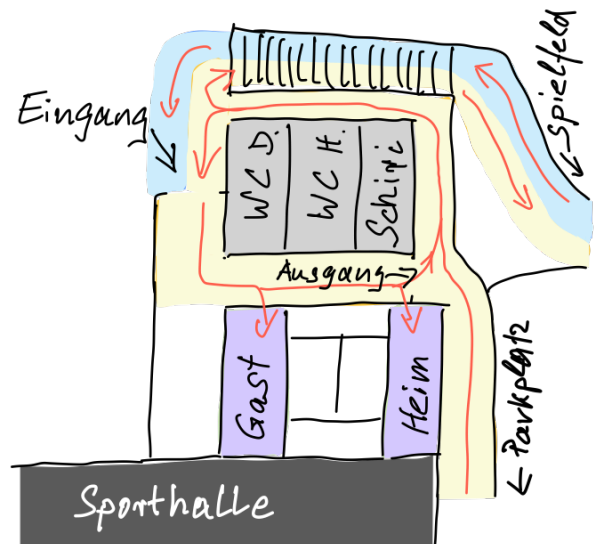 Eingang
↓
← Spielfeld
WC D.
WC H.
Schiri
Ausgang →
Gast
Heim
← Parkplatz
Sporthalle